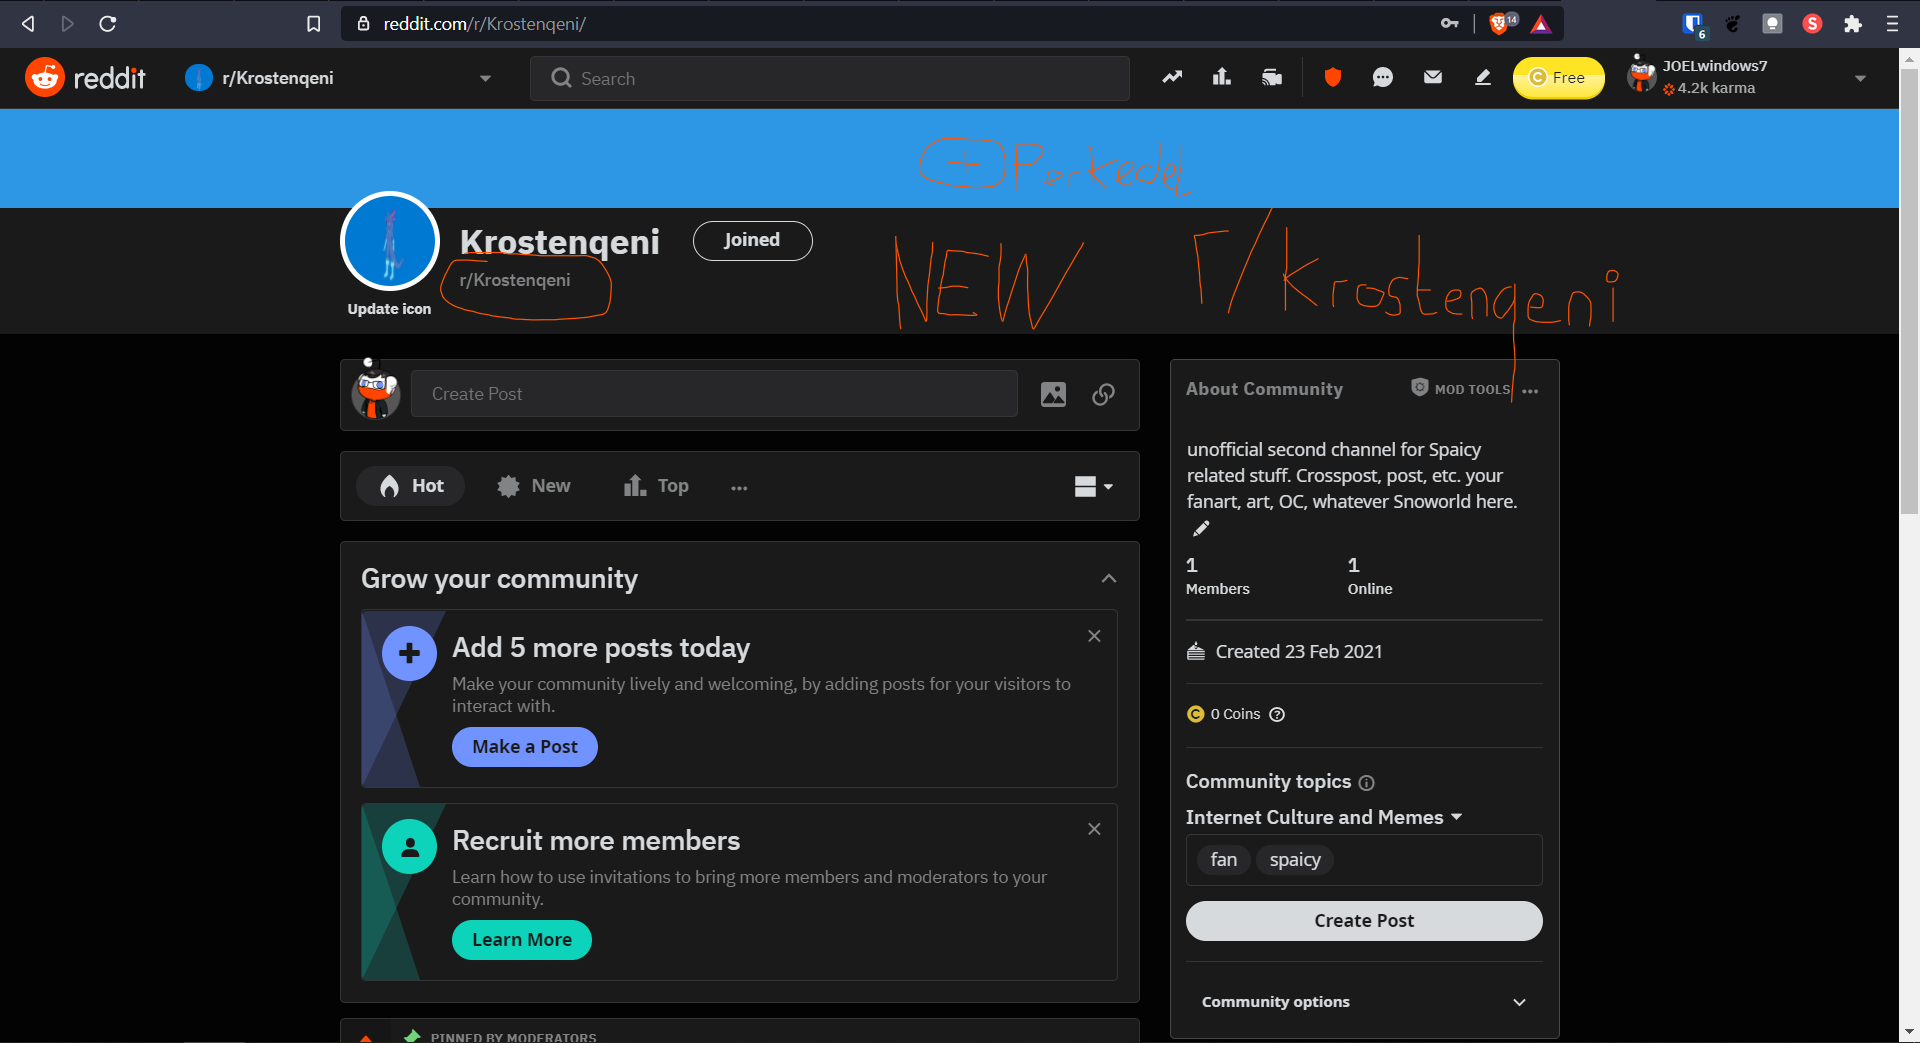 reddit.com/r/Krostenqeni/
14
6
S
reddit
r/Krostenqeni
Search
Free
JOELwindows7
4.2k karma
+ Perkedel
Krostenqeni
Joined
r/Krostenqeni
Update icon
NEW r/krostenqeni
Create Post
Hot
New
Top
Grow your community
Add 5 more posts today
Make your community lively and welcoming, by adding posts for your visitors to
interact with.
Make a Post
Recruit more members
Learn how to use invitations to bring more members and moderators to your
community.
Learn More
PINNED BY MODERATORS
About Community
MOD TOOLS
unofficial second channel for Spaicy
related stuff. Crosspost, post, etc. your
fanart, art, OC, whatever Snoworld here.
1 1
Members Online
Created 23 Feb 2021
0 Coins
Community topics
Internet Culture and Memes
fan spaicy
Create Post
Community options